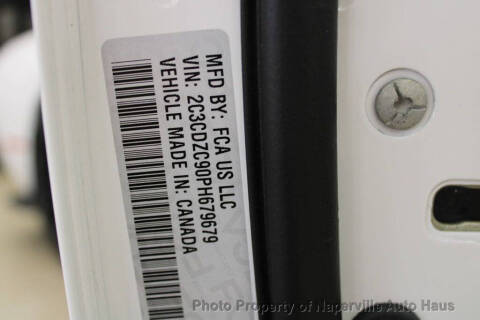 MFD BY: FCA US LLC
VIN: 2C3CDZC90PH679679
VEHICLE MADE IN: CANADA
Photo Property of Naperville Auto Haus